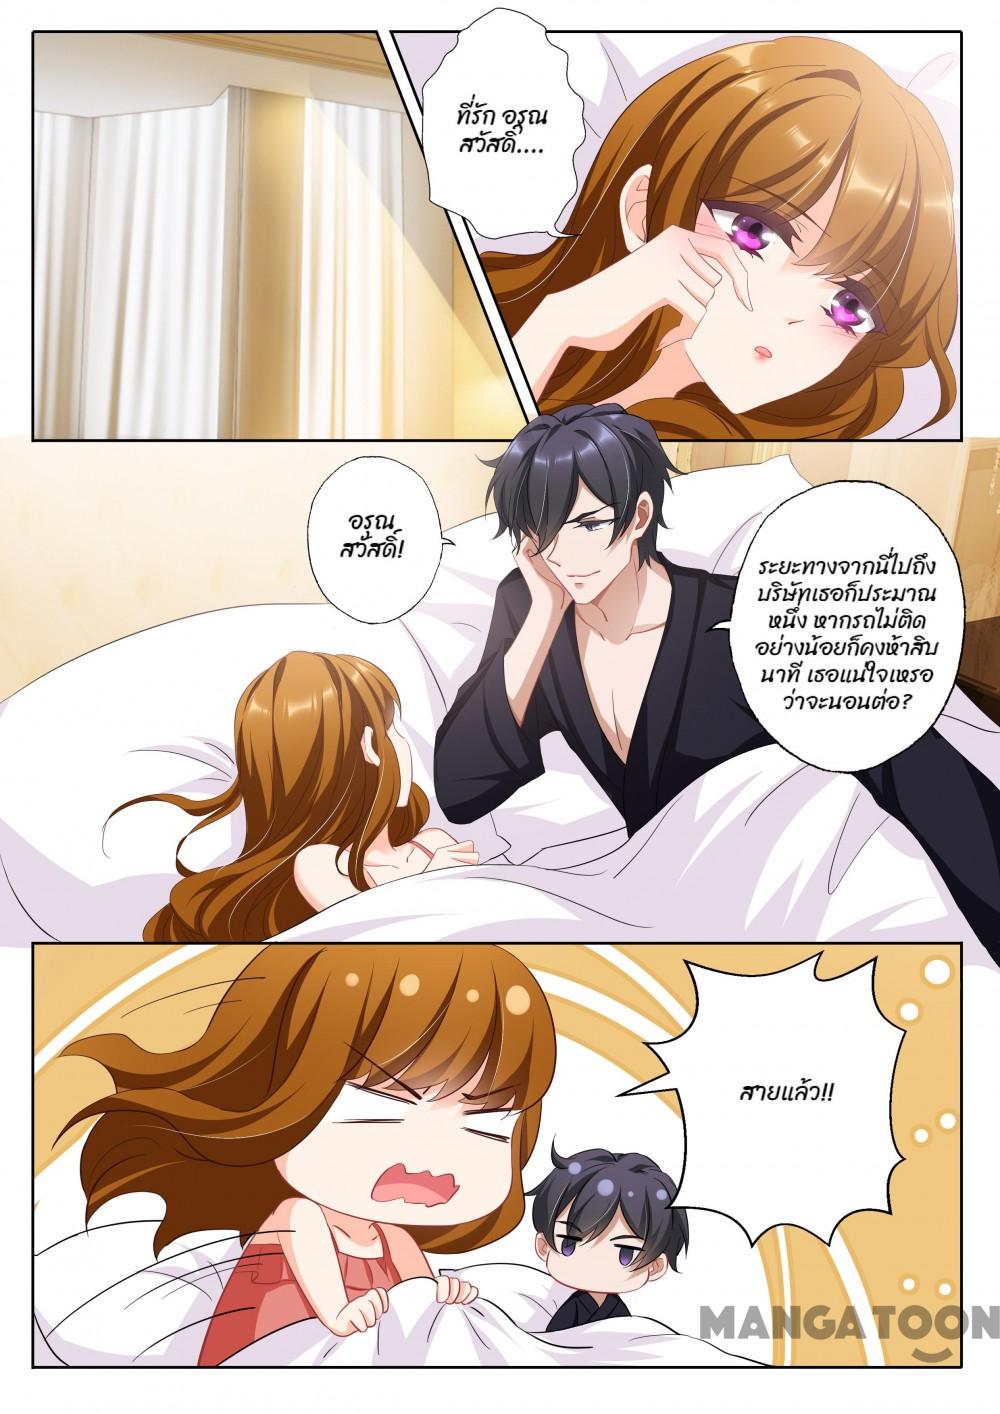 ที่รัก อรุณ
สวัสดิ์....
อรุณ
สวัสดิ์!
ระยะทางจากนี่ไปถึง
บริษัทเธอก็ประมาณ
หนึ่ง หากรถไม่ติด
อย่างน้อยก็คงห้าสิบ
นาที เธอแน่ใจเหรอ
ว่าจะนอนต่อ?
สายแล้ว!!
MANGATOON